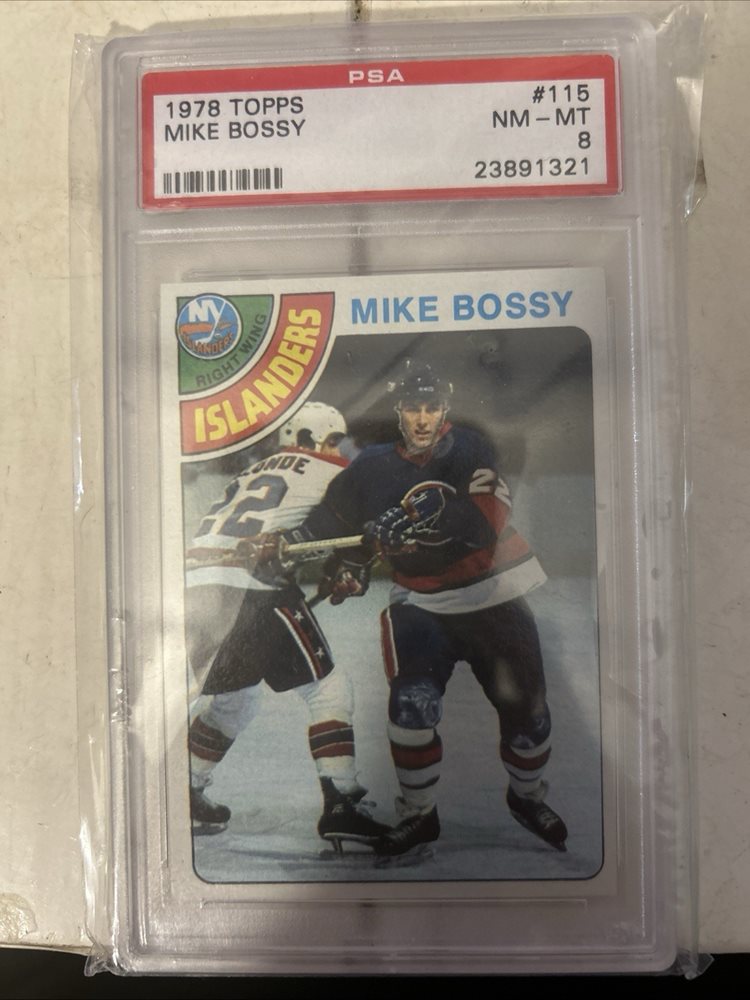 PSA
1978 TOPPS
MIKE BOSSY
#115
NM - MT
8
23891321
NY
ISLANDERS
RIGHT WING
ISLANDERS
MIKE BOSSY
22